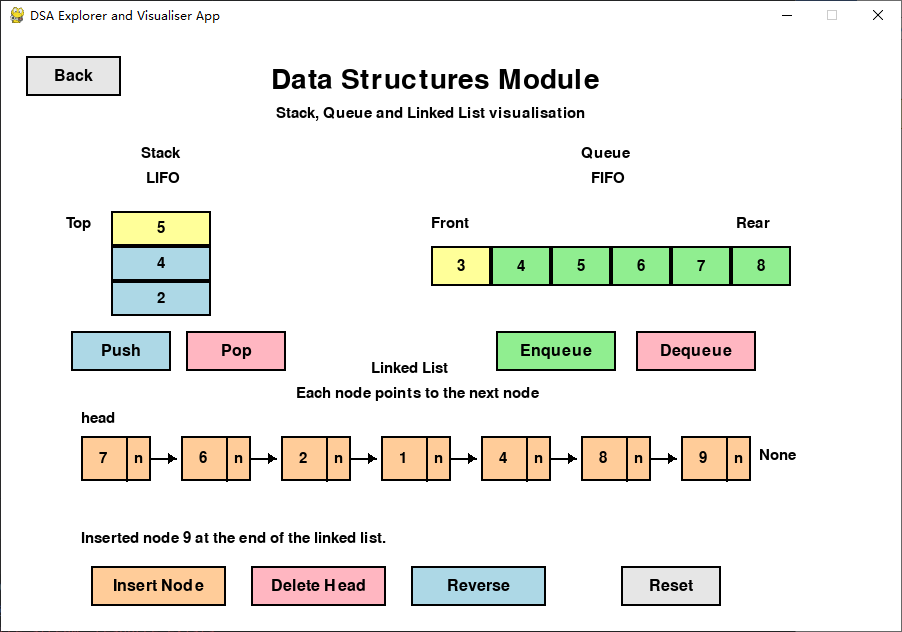 DSA Explorer and Visualiser App
Back
Data Structures Module
Stack, Queue and Linked List visualisation
Stack
LIFO
Top
5
4
2
Push Pop
Queue
FIFO
Front Rear
3 4 5 6 7 8
Enqueue Dequeue
Linked List
Each node points to the next node
head
7 n 6 n 2 n 1 n 4 n 8 n 9 n None
Inserted node 9 at the end of the linked list.
Insert Node Delete Head Reverse Reset